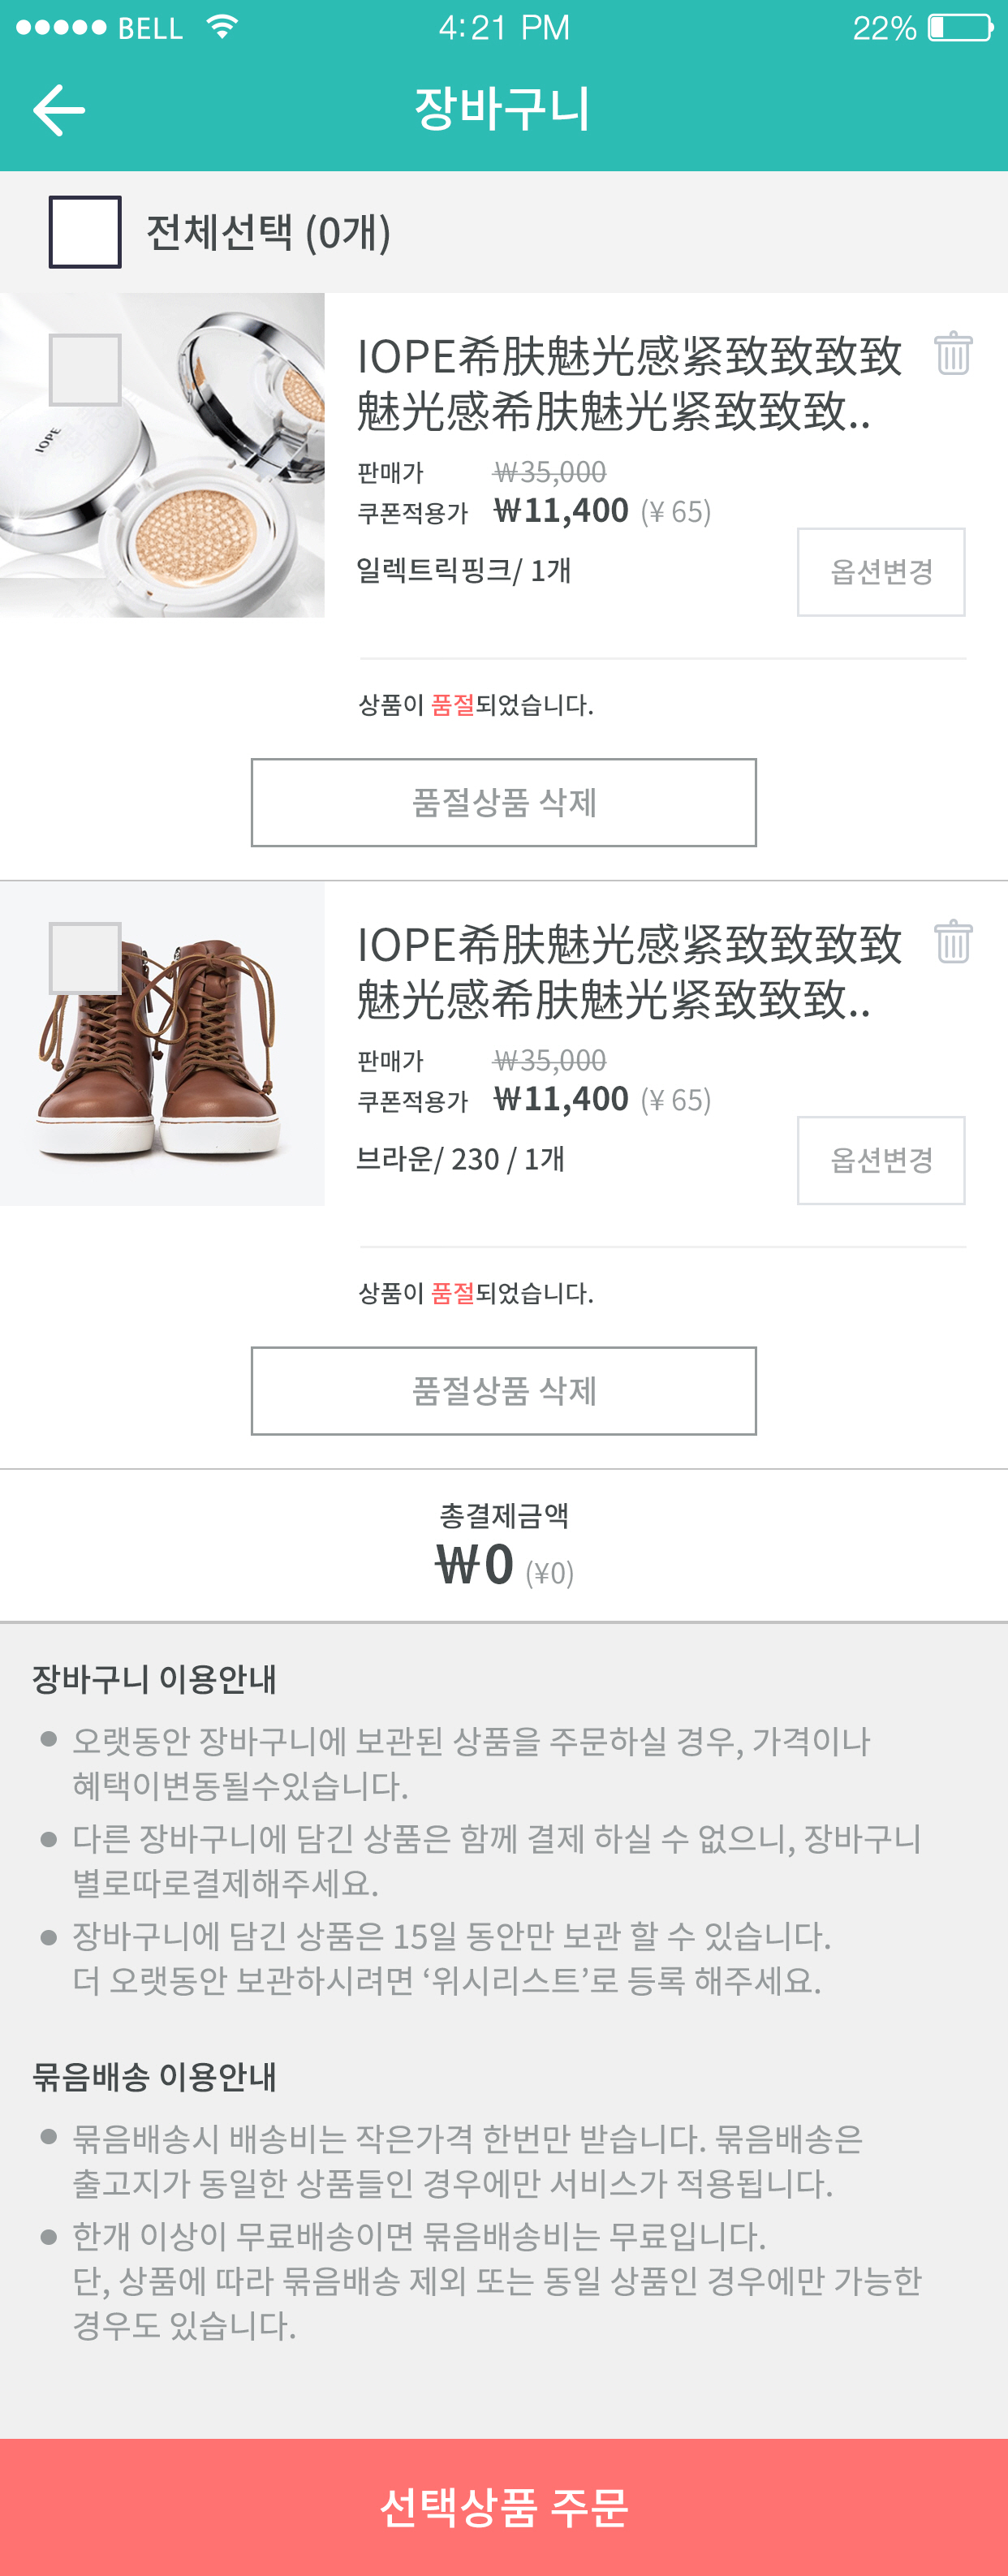 BELL 4:21 PM 22%
장바구니
전체선택 (0개)
IOPE
IOPE希肤魅光感紧致致致致
魅光感希肤魅光紧致致致..
판매가 ₩35,000
쿠폰적용가 ₩11,400 (¥ 65)
일렉트릭핑크/ 1개
옵션변경
상품이 품절되었습니다.
품절상품 삭제
IOPE希肤魅光感紧致致致致
魅光感希肤魅光紧致致致..
판매가 ₩35,000
쿠폰적용가 ₩11,400 (¥ 65)
브라운/ 230 / 1개
옵션변경
상품이 품절되었습니다.
품절상품 삭제
총결제금액
₩0 (¥0)
장바구니 이용안내
오랫동안 장바구니에 보관된 상품을 주문하실 경우, 가격이나
혜택이변동될수있습니다.
다른 장바구니에 담긴 상품은 함께 결제 하실 수 없으니, 장바구니
별로따로결제해주세요.
장바구니에 담긴 상품은 15일 동안만 보관 할 수 있습니다.
더 오랫동안 보관하시려면 ‘위시리스트’로 등록 해주세요.
묶음배송 이용안내
묶음배송시 배송비는 작은가격 한번만 받습니다. 묶음배송은
출고지가 동일한 상품들인 경우에만 서비스가 적용됩니다.
한개 이상이 무료배송이면 묶음배송비는 무료입니다.
단, 상품에 따라 묶음배송 제외 또는 동일 상품인 경우에만 가능한
경우도 있습니다.
선택상품 주문